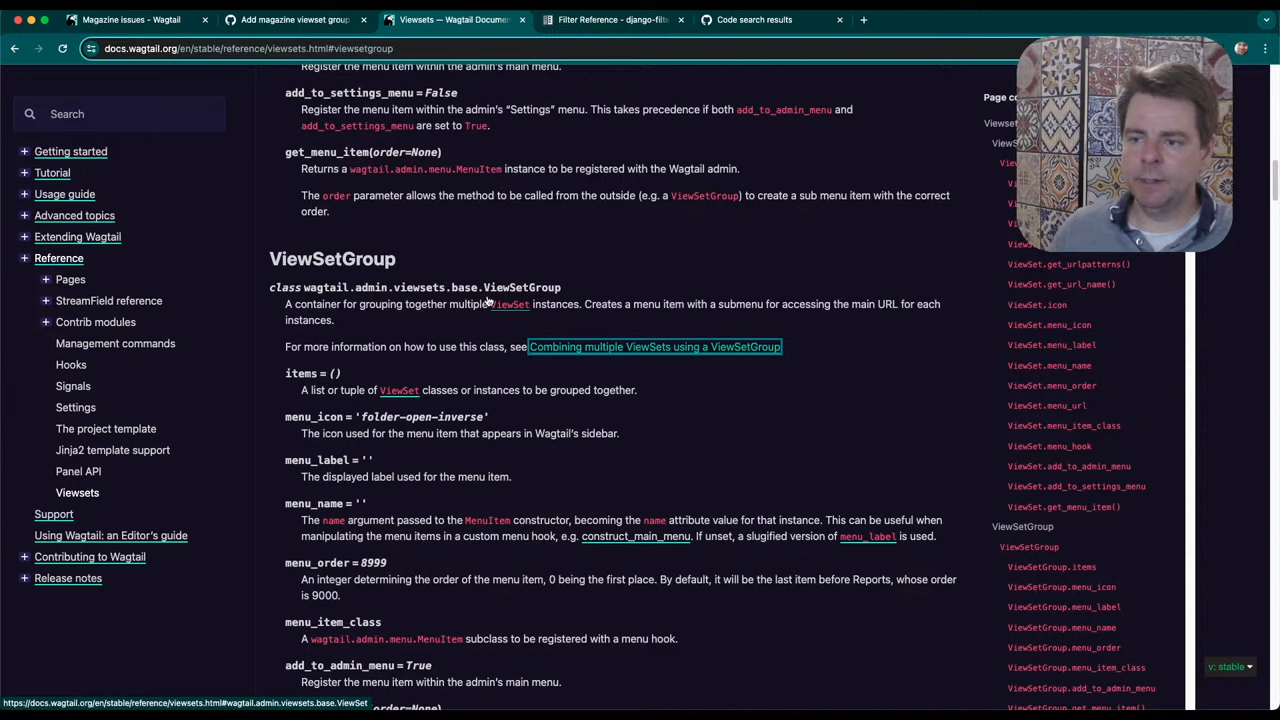 Magazine issues - Wagtail
Add magazine viewset group
Viewsets — Wagtail Documen
Filter Reference - django-filte
Code search results
docs.wagtail.org/en/stable/reference/viewsets.html#viewsetgroup
Search
Getting started
Tutorial
Usage guide
Advanced topics
Extending Wagtail
Reference
Pages
StreamField reference
Contrib modules
Management commands
Hooks
Signals
Settings
The project template
Jinja2 template support
Panel API
Viewsets
Support
Using Wagtail: an Editor's guide
Contributing to Wagtail
Release notes
Register the menu item within the admin's main menu.
add_to_settings_menu = False
Register the menu item within the admin's "Settings" menu. This takes precedence if both add_to_admin_menu and
add_to_settings_menu are set to True.
get_menu_item(order=None)
Returns a wagtail.admin.menu.MenuItem instance to be registered with the Wagtail admin.
The order parameter allows the method to be called from the outside (e.g. a ViewSetGroup) to create a sub menu item with the correct
order.
ViewSetGroup
class wagtail.admin.viewsets.base.ViewSetGroup
A container for grouping together multiple ViewSet instances. Creates a menu item with a submenu for accessing the main URL for each
instances.
For more information on how to use this class, see Combining multiple ViewSets using a ViewSetGroup
items = ()
A list or tuple of ViewSet classes or instances to be grouped together.
menu_icon = 'folder-open-inverse'
The icon used for the menu item that appears in Wagtail's sidebar.
menu_label = ''
The displayed label used for the menu item.
menu_name = ''
The name argument passed to the MenuItem constructor, becoming the name attribute value for that instance. This can be useful when
manipulating the menu items in a custom menu hook, e.g. construct_main_menu. If unset, a slugified version of menu_label is used.
menu_order = 8999
An integer determining the order of the menu item, 0 being the first place. By default, it will be the last item before Reports, whose order
is 9000.
menu_item_class
A wagtail.admin.menu.MenuItem subclass to be registered with a menu hook.
add_to_admin_menu = True
Register the menu item within the admin's main menu.
Page co
Viewse
View
ViewSet.get_urlpatterns()
ViewSet.get_url_name()
ViewSet.icon
ViewSet.menu_icon
ViewSet.menu_label
ViewSet.menu_name
ViewSet.menu_order
ViewSet.menu_url
ViewSet.menu_item_class
ViewSet.menu_hook
ViewSet.add_to_admin_menu
ViewSet.add_to_settings_menu
ViewSet.get_menu_item()
ViewSetGroup
ViewSetGroup
ViewSetGroup.items
ViewSetGroup.menu_icon
ViewSetGroup.menu_label
ViewSetGroup.menu_name
ViewSetGroup.menu_order
ViewSetGroup.menu_item_class
ViewSetGroup.add_to_admin_menu
v: stable
https://docs.wagtail.org/en/stable/reference/viewsets.html#wagtail.admin.viewsets.base.ViewSet